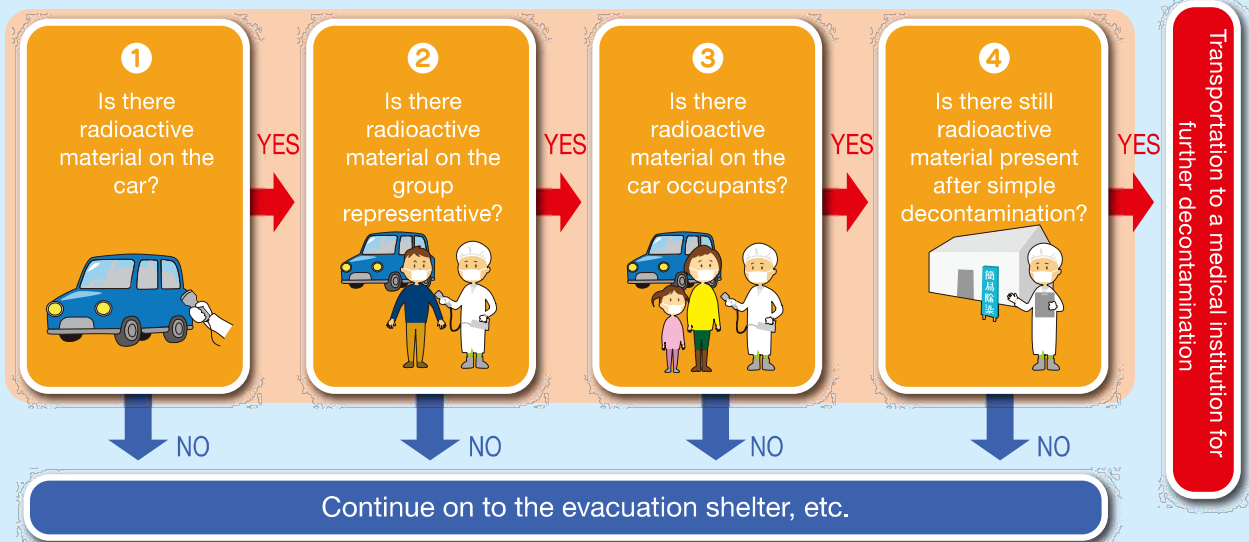 1
Is there
radioactive
material on the
car?
YES
2
Is there
radioactive
material on the
group
representative?
YES
3
Is there
radioactive
material on the
car occupants?
YES
4
Is there still
radioactive
material present
after simple
decontamination?
簡易除染
YES
Transportation to a medical institution for
further decontamination
NO
NO
NO
NO
Continue on to the evacuation shelter, etc.